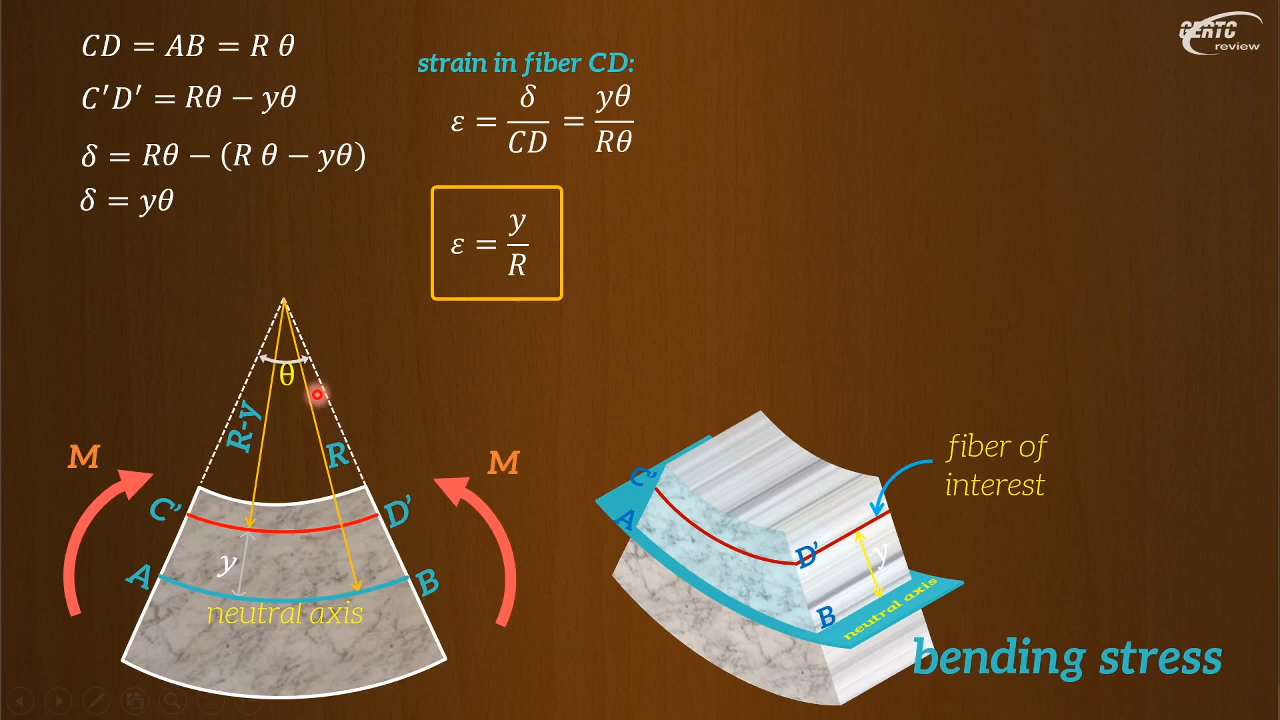 CD = AB = R θ
C′D′ = Rθ − yθ
δ = Rθ − (R θ − yθ)
δ = yθ
strain in fiber CD:
ε = δ/CD = yθ/Rθ
ε = y/R
GERTC
review
θ
R-y
R
M
M
C'
D'
y
A
B
neutral axis
fiber of
interest
C'
A
D'
y
B
neutral axis
bending stress